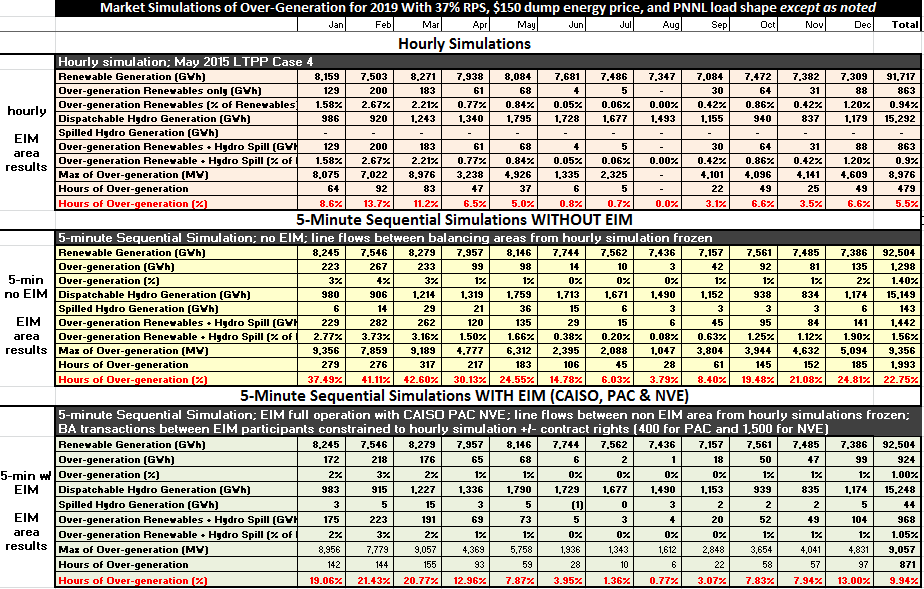 Market Simulations of Over-Generation for 2019 With 37% RPS, $150 dump energy price, and PNNL load shape except as noted
Jan Feb Mar Apr May Jun Jul Aug Sep Oct Nov Dec Total
Hourly Simulations
Hourly simulation; May 2015 LTPP Case 4
Renewable Generation (GWh) 8,159 7,503 8,271 7,938 8,084 7,681 7,486 7,347 7,084 7,472 7,382 7,309 91,717
Over-generation Renewables only (GWh) 129 200 183 61 68 4 5 - 30 64 31 88 863
Over-generation Renewables (% of Renewables) 1.58% 2.67% 2.21% 0.77% 0.84% 0.05% 0.06% 0.00% 0.42% 0.86% 0.42% 1.20% 0.94%
Dispatchable Hydro Generation (GWh) 986 920 1,243 1,340 1,795 1,728 1,677 1,493 1,155 940 837 1,179 15,292
Spilled Hydro Generation (GWh) - - - - - - - - - - - - -
Over-generation Renewables + Hydro Spill (GWh 129 200 183 61 68 4 5 - 30 64 31 88 863
Over-generation Renewable + Hydro Spill (% of 1.58% 2.67% 2.21% 0.77% 0.84% 0.05% 0.06% 0.00% 0.42% 0.86% 0.42% 1.20% 0.9%
Max of Over-generation (MW) 8,075 7,022 8,976 3,238 4,926 1,335 2,325 - 4,101 4,096 4,141 4,609 8,976
Hours of Over-generation 64 92 83 47 37 6 5 - 22 49 25 49 479
Hours of Over-generation (%) 8.6% 13.7% 11.2% 6.5% 5.0% 0.8% 0.7% 0.0% 3.1% 6.6% 3.5% 6.6% 5.5%
hourly
EIM
area
results
5-Minute Sequential Simulations WITHOUT EIM
5-minute Sequential Simulation; no EIM; line flows between balancing areas from hourly simulation frozen
Renewable Generation (GWh) 8,245 7,546 8,279 7,957 8,146 7,744 7,562 7,436 7,157 7,561 7,485 7,386 92,504
Over-generation (GWh) 223 267 233 99 98 14 10 3 42 92 81 135 1,298
Over-generation (%) 3% 4% 3% 1% 1% 0% 0% 0% 1% 1% 1% 2% 1.40%
Dispatchable Hydro Generation (GWh) 980 906 1,214 1,319 1,759 1,713 1,671 1,490 1,152 938 834 1,174 15,149
Spilled Hydro Generation (GWh) 6 14 29 21 36 15 6 3 3 3 3 6 143
Over-generation Renewables + Hydro Spill (GWh 229 282 262 120 135 29 15 6 45 95 84 141 1,442
Over-generation Renewable + Hydro Spill (% of 2.77% 3.73% 3.16% 1.50% 1.66% 0.38% 0.20% 0.08% 0.63% 1.25% 1.12% 1.90% 1.56%
Max of Over-generation (MW) 9,356 7,859 9,189 4,777 6,312 2,395 2,088 1,047 3,804 3,944 4,632 5,094 9,356
Hours of Over-generation 279 276 317 217 183 106 45 28 61 145 152 185 1,993
Hours of Over-generation (%) 37.49% 41.11% 42.60% 30.13% 24.55% 14.78% 6.03% 3.79% 8.40% 19.48% 21.08% 24.81% 22.75%
5-min
no EIM
EIM
area
results
5-Minute Sequential Simulations WITH EIM (CAISO, PAC & NVE)
5-minute Sequential Simulation; EIM full operation with CAISO PAC NVE; line flows between non EIM area from hourly simulations frozen;
BA transactions between EIM participants constrained to hourly simulation +/- contract rights (400 for PAC and 1,500 for NVE)
Renewable Generation (GWh) 8,245 7,546 8,279 7,957 8,146 7,744 7,562 7,436 7,157 7,561 7,485 7,386 92,504
Over-generation (GWh) 172 218 176 65 68 6 2 1 18 50 47 99 924
Over-generation (%) 2% 3% 2% 1% 1% 0% 0% 0% 0% 1% 1% 1% 1.00%
Dispatchable Hydro Generation (GWh) 983 915 1,227 1,336 1,790 1,729 1,677 1,490 1,153 939 835 1,174 15,248
Spilled Hydro Generation (GWh) 3 5 15 3 5 (1) 0 3 2 2 2 5 44
Over-generation Renewables + Hydro Spill (GWh 175 223 191 69 73 5 3 4 20 52 49 104 968
Over-generation Renewable + Hydro Spill (% of 2% 3% 2% 1% 1% 0% 0% 0% 0% 1% 1% 1% 1.05%
Max of Over-generation (MW) 8,956 7,779 9,057 4,369 5,758 1,936 1,343 1,612 2,848 3,654 4,041 4,831 9,057
Hours of Over-generation 142 144 155 93 59 28 10 6 22 58 57 97 871
Hours of Over-generation (%) 19.06% 21.43% 20.77% 12.96% 7.87% 3.95% 1.36% 0.77% 3.07% 7.83% 7.94% 13.00% 9.94%
5-min w/
EIM
EIM
area
results